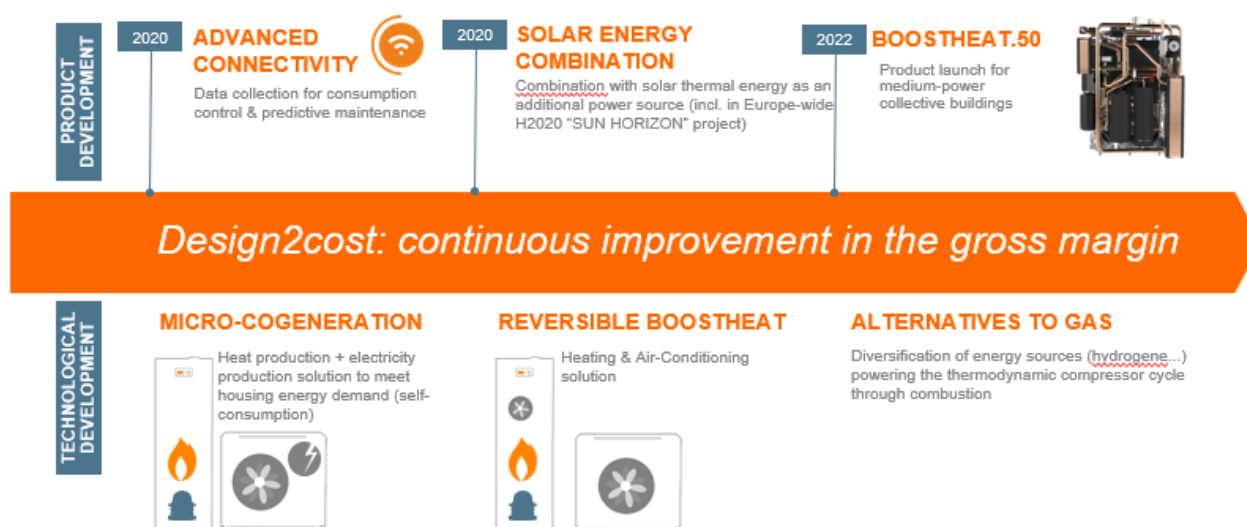 PRODUCT
DEVELOPMENT
2020
ADVANCED
CONNECTIVITY
Data collection for consumption
control & predictive maintenance
2020
SOLAR ENERGY
COMBINATION
Combination with solar thermal energy as an
additional power source (incl. in Europe-wide
H2020 "SUN HORIZON" project)
2022
BOOSTHEAT.50
Product launch for
medium-power
collective buildings
Design2cost: continuous improvement in the gross margin
TECHNOLOGICAL
DEVELOPMENT
MICRO-COGENERATION
Heat production + electricity
production solution to meet
housing energy demand (self-
consumption)
REVERSIBLE BOOSTHEAT
Heating & Air-Conditioning
solution
ALTERNATIVES TO GAS
Diversification of energy sources (hydrogene...)
powering the thermodynamic compressor cycle
through combustion